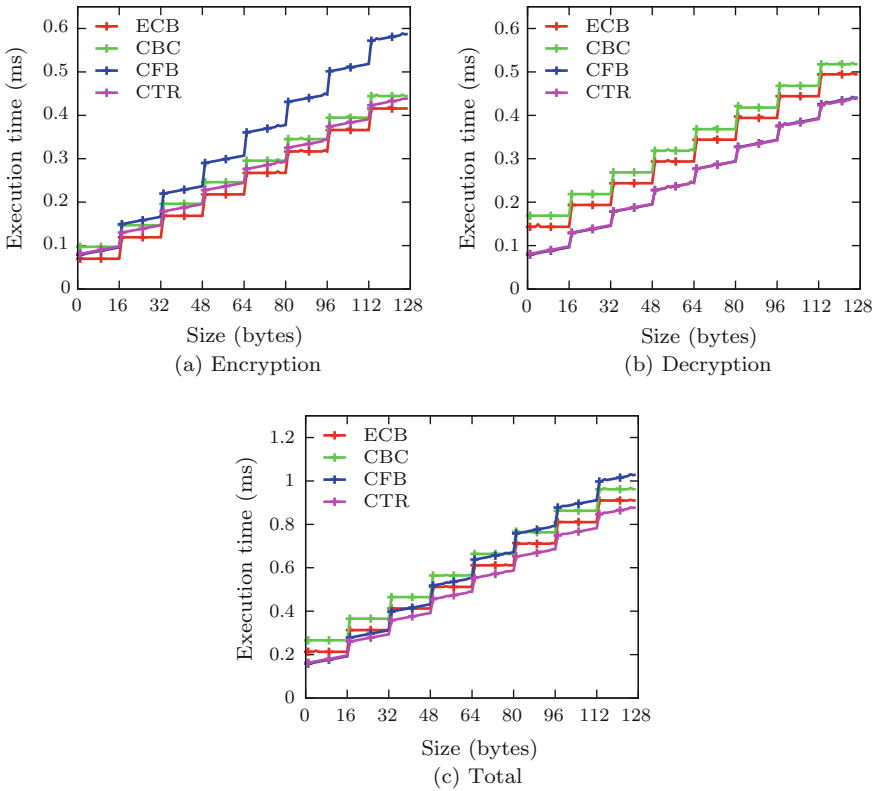 0.6
0.5
0.4
0.3
0.2
0.1
0
Execution time (ms)
ECB
CBC
CFB
CTR
0 16 32 48 64 80 96 112 128
Size (bytes)
(a) Encryption
0.6
0.5
0.4
0.3
0.2
0.1
0
Execution time (ms)
ECB
CBC
CFB
CTR
0 16 32 48 64 80 96 112 128
Size (bytes)
(b) Decryption
1.2
1
0.8
0.6
0.4
0.2
0
Execution time (ms)
ECB
CBC
CFB
CTR
0 16 32 48 64 80 96 112 128
Size (bytes)
(c) Total